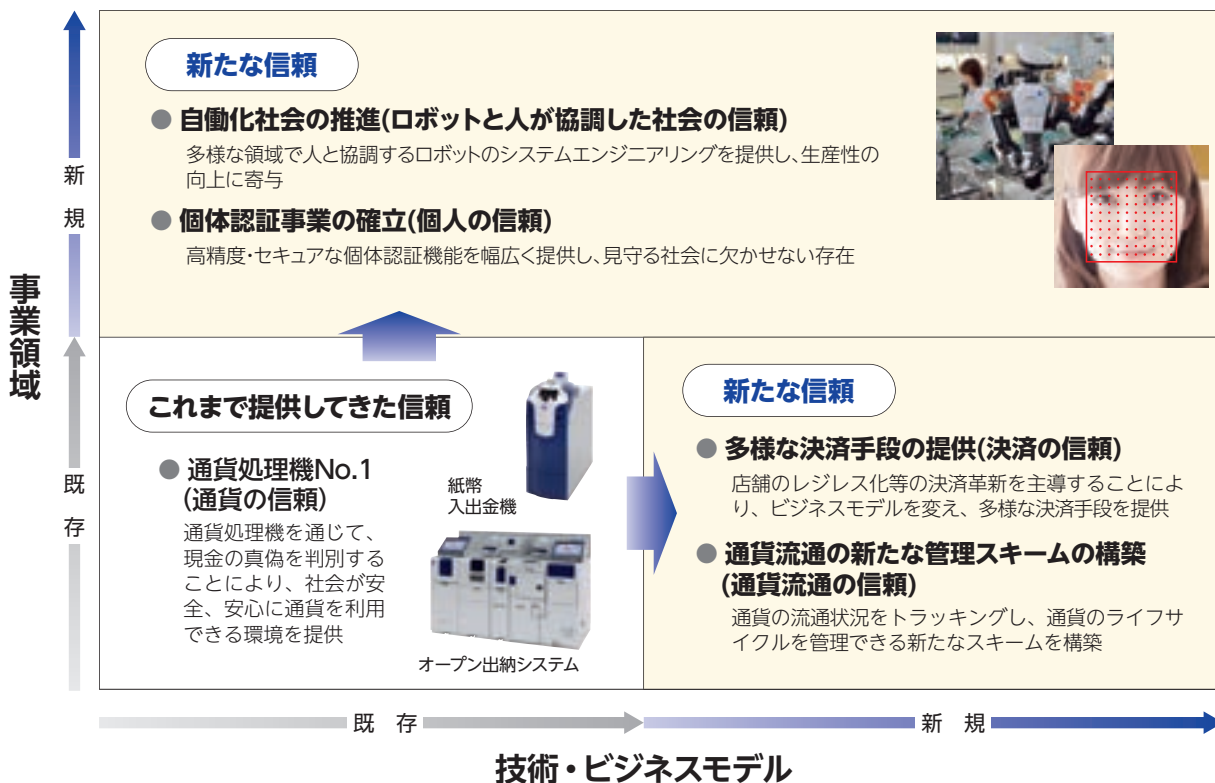 新たな信頼
● 自働化社会の推進(ロボットと人が協調した社会の信頼)
多様な領域で人と協調するロボットのシステムエンジニアリングを提供し、生産性の
向上に寄与
● 個体認証事業の確立(個人の信頼)
高精度・セキュアな個体認証機能を幅広く提供し、見守る社会に欠かせない存在
事業領域
新規
既存
これまで提供してきた信頼
● 通貨処理機No.1
(通貨の信頼)
通貨処理機を通じて、
現金の真偽を判別する
ことにより、社会が安
全、安心に通貨を利用
できる環境を提供
紙幣
入出金機
オープン出納システム
新たな信頼
● 多様な決済手段の提供(決済の信頼)
店舗のレジレス化等の決済革新を主導することによ
り、ビジネスモデルを変え、多様な決済手段を提供
● 通貨流通の新たな管理スキームの構築
(通貨流通の信頼)
通貨の流通状況をトラッキングし、通貨のライフサ
イクルを管理できる新たなスキームを構築
既存
新規
技術・ビジネスモデル